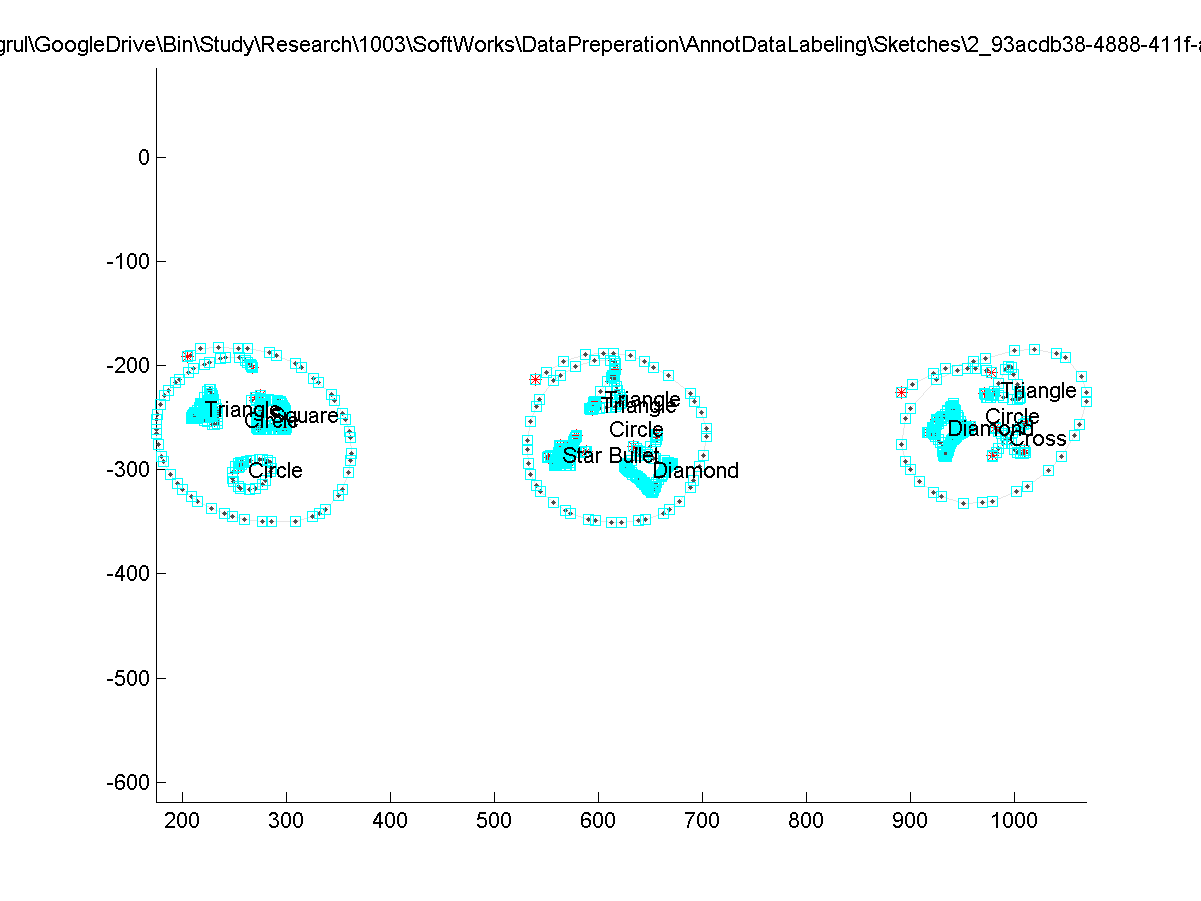 grul\GoogleDrive\Bin\Study\Research\1003\SoftWorks\DataPreperation\AnnotDataLabeling\Sketches\2_93acdb38-4888-411f-a
0
-100
-200
-300
-400
-500
-600
Triangle
Circle
Square
Circle
Triangle
Triangle
Circle
Star Bullet
Diamond
Triangle
Circle
Diamond
Cross
200 300 400 500 600 700 800 900 1000